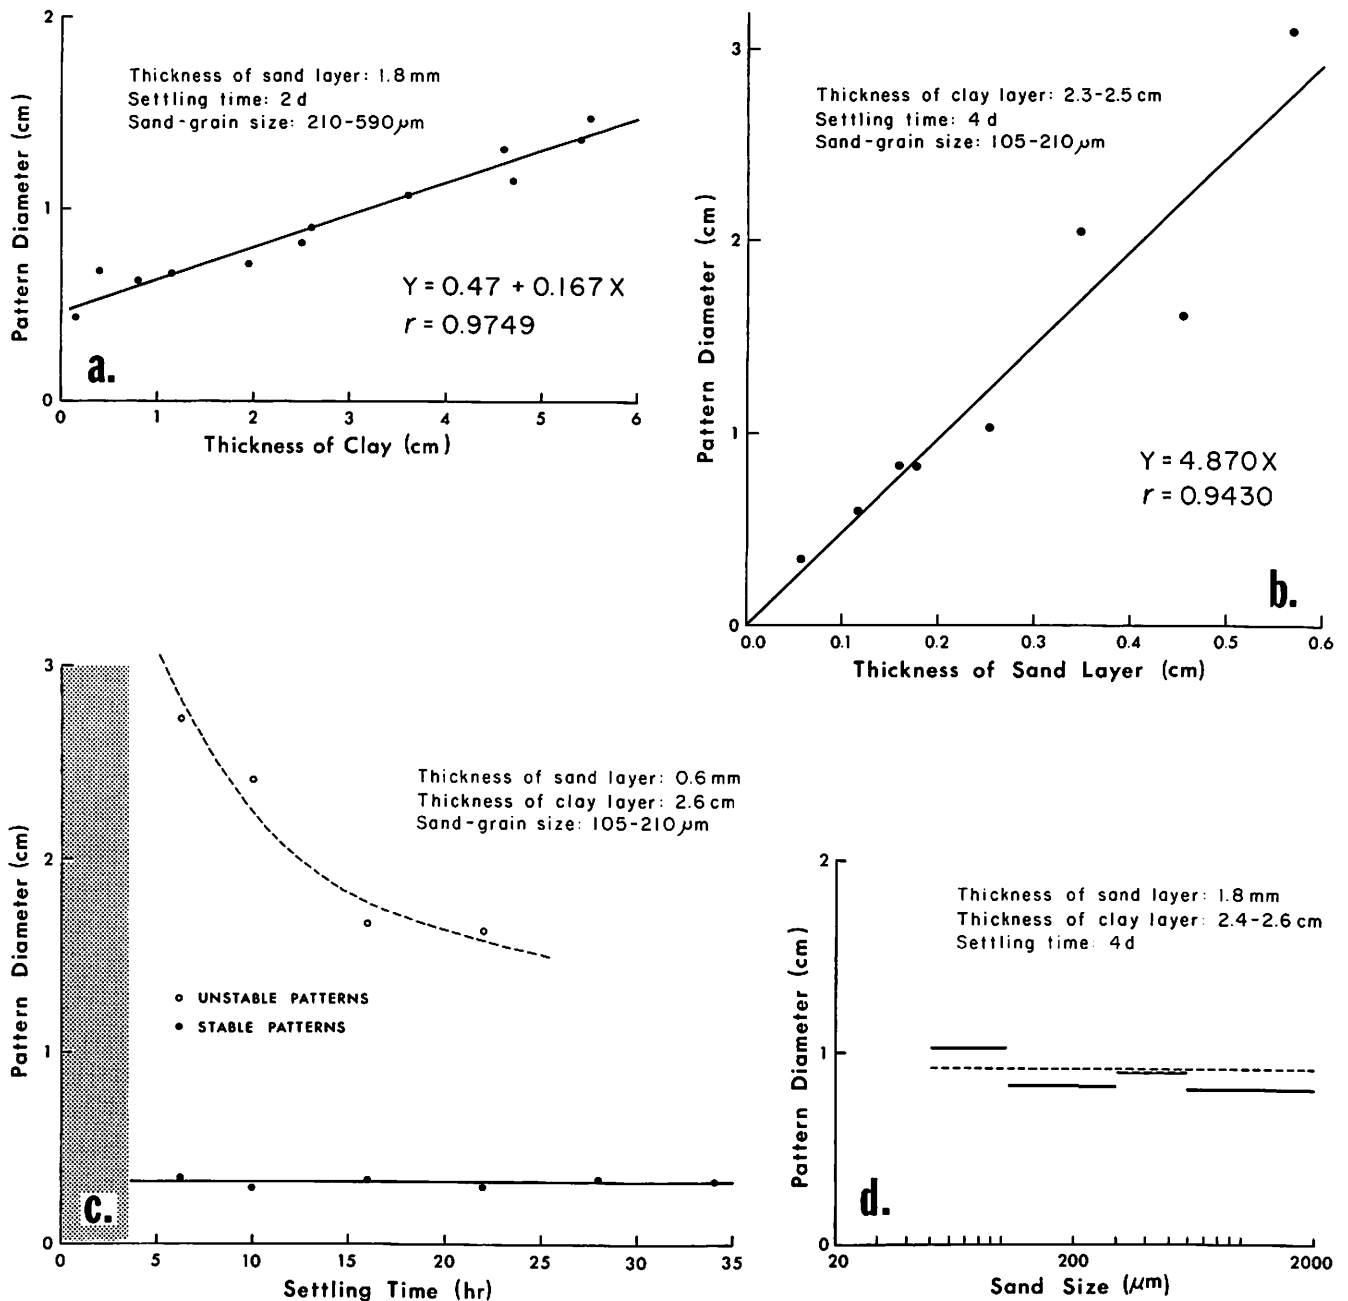 2
Thickness of sand layer: 1.8 mm
Settling time: 2 d
Sand-grain size: 210-590 μm
1
Pattern Diameter (cm)
Y = 0.47 + 0.167 X
r = 0.9749
a.
0
0 1 2 3 4 5 6
Thickness of Clay (cm)
3
Thickness of clay layer: 2.3-2.5 cm
Settling time: 4 d
Sand-grain size: 105-210 μm
2
Pattern Diameter (cm)
1
Y = 4.870 X
r = 0.9430
b.
0
0.0 0.1 0.2 0.3 0.4 0.5 0.6
Thickness of Sand Layer (cm)
3
Thickness of sand layer: 0.6 mm
Thickness of clay layer: 2.6 cm
Sand-grain size: 105-210 μm
2
Pattern Diameter (cm)
UNSTABLE PATTERNS
STABLE PATTERNS
1
c.
0
0 5 10 15 20 25 30 35
Settling Time (hr)
2
Thickness of sand layer: 1.8 mm
Thickness of clay layer: 2.4-2.6 cm
Settling time: 4 d
Pattern Diameter (cm)
1
d.
0
20 200 2000
Sand Size (μm)